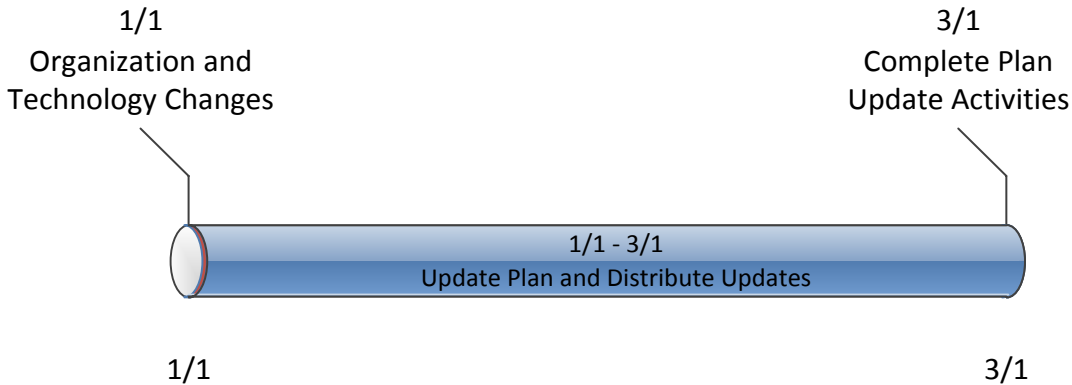 1/1
Organization and
Technology Changes
3/1
Complete Plan
Update Activities
1/1 - 3/1
Update Plan and Distribute Updates
1/1
3/1